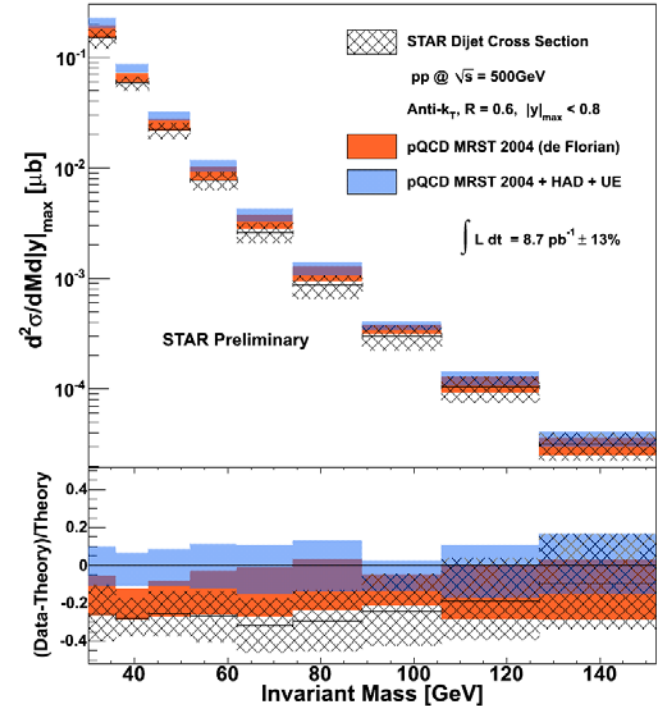 STAR Dijet Cross Section
pp @ √s = 500GeV
Anti-k_T, R = 0.6, |y|_max < 0.8
pQCD MRST 2004 (de Florian)
pQCD MRST 2004 + HAD + UE
∫ L dt = 8.7 pb⁻¹ ± 13%
STAR Preliminary
d²σ/dMd|y|_max [μb]
10⁻¹
10⁻²
10⁻³
10⁻⁴
(Data-Theory)/Theory
0.4
0.2
0
-0.2
-0.4
40 60 80 100 120 140
Invariant Mass [GeV]